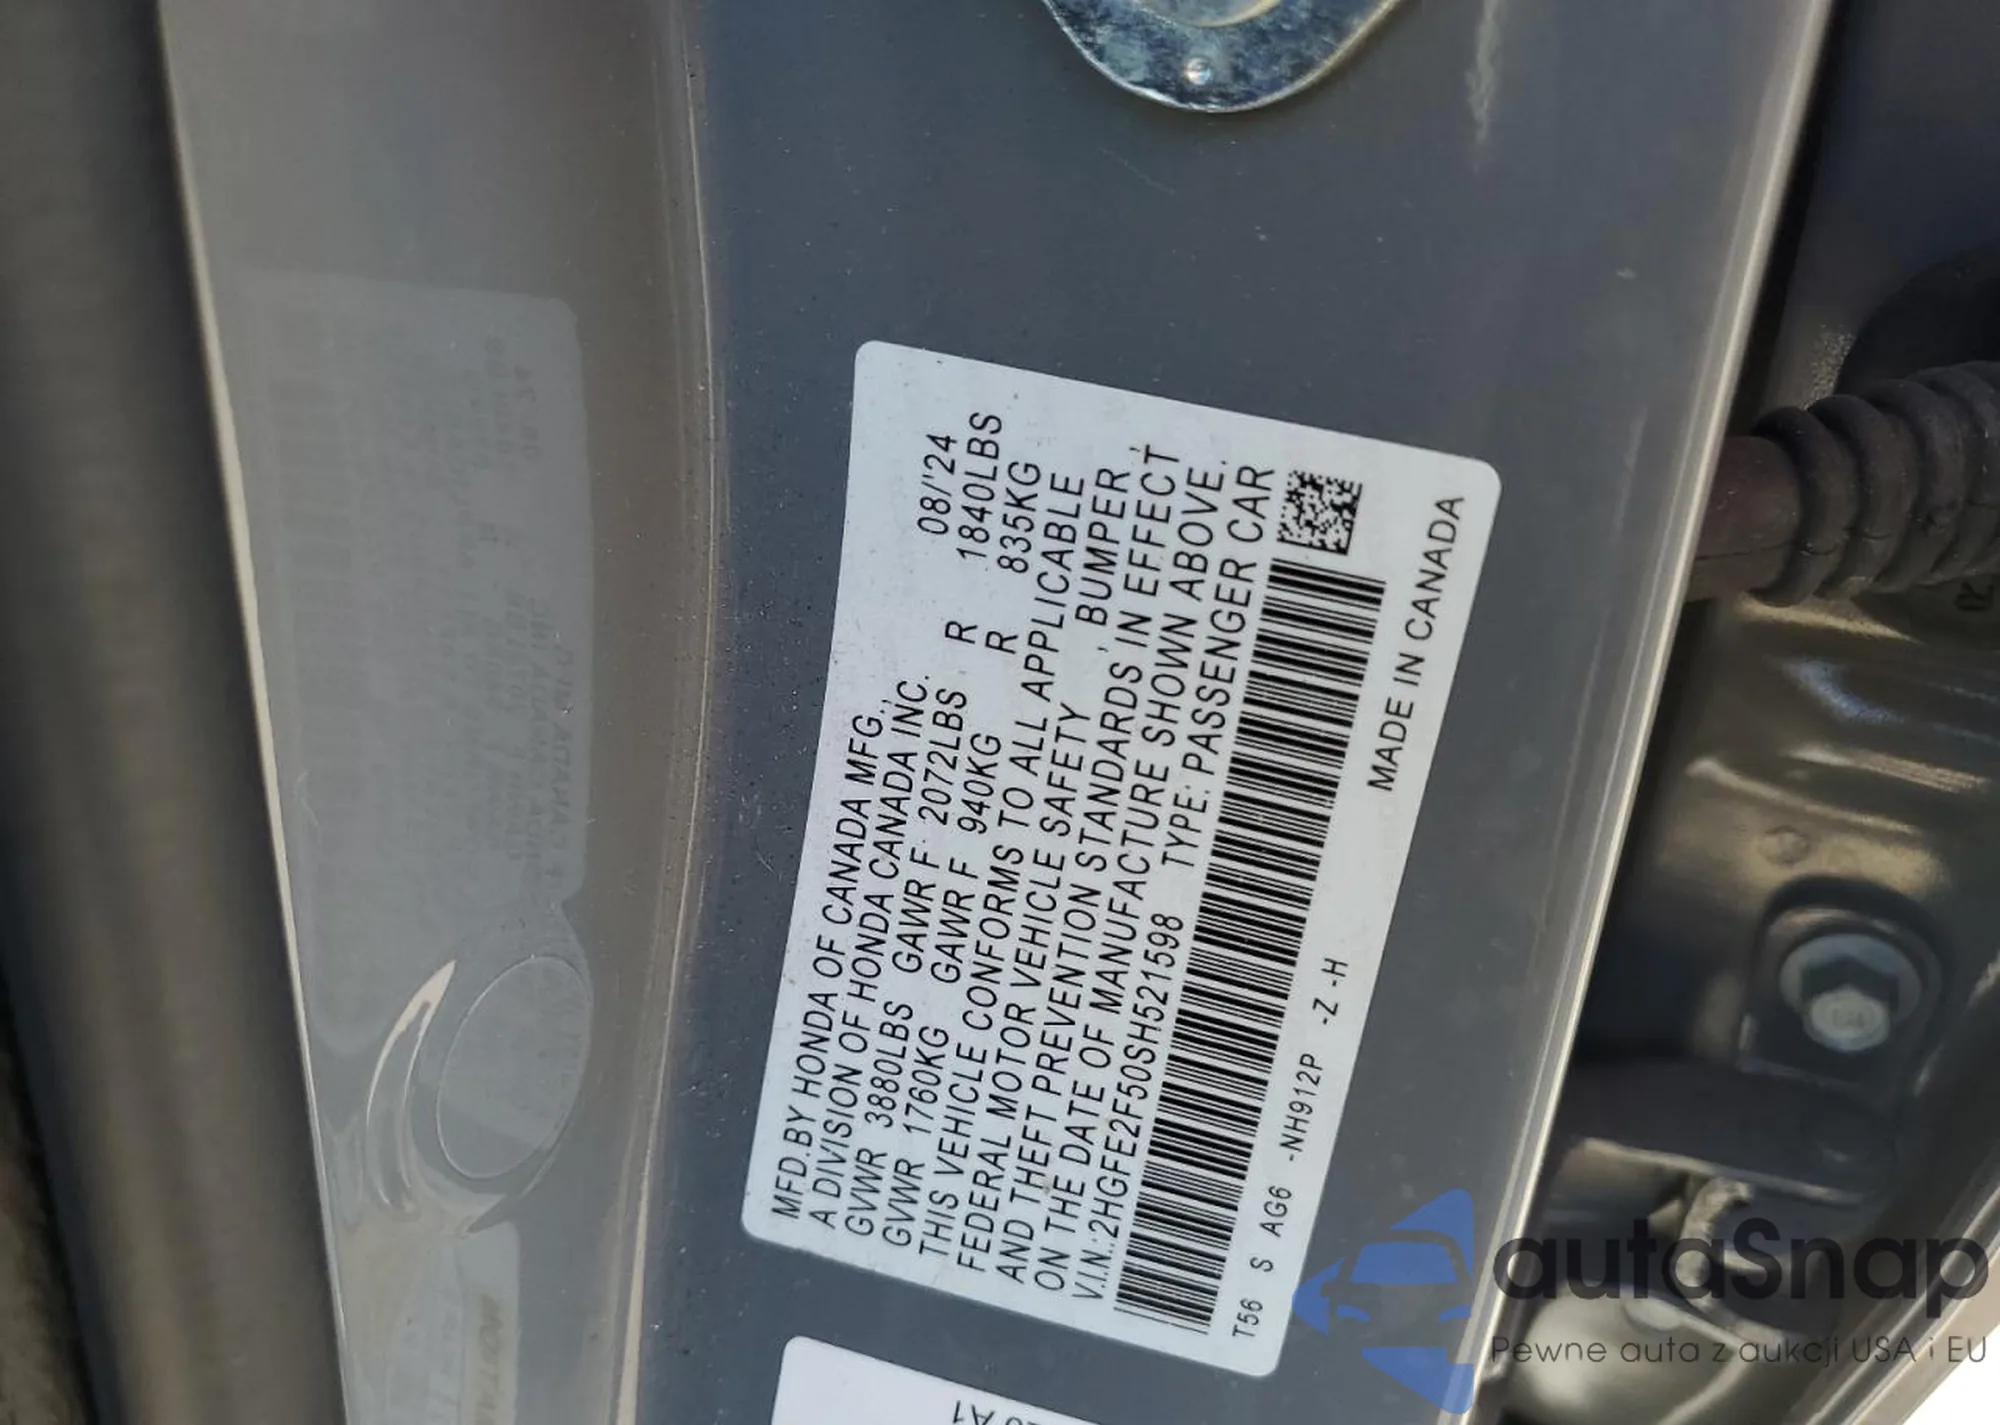 MFD.BY HONDA OF CANADA MFG., 08/'24
A DIVISION OF HONDA CANADA INC.
GVWR 3880LBS GAWR F 2072LBS R 1840LBS
GVWR 1760KG GAWR F 940KG R 835KG
THIS VEHICLE CONFORMS TO ALL APPLICABLE
FEDERAL MOTOR VEHICLE SAFETY , BUMPER ,
AND THEFT PREVENTION STANDARDS IN EFFECT
ON THE DATE OF MANUFACTURE SHOWN ABOVE.
V.I.N.:2HGFE2F50SH521598 TYPE: PASSENGER CAR
T56 S AG6 -NH912P -Z -H MADE IN CANADA
A1
autaSnap
Pewne auta z aukcji USA i EU